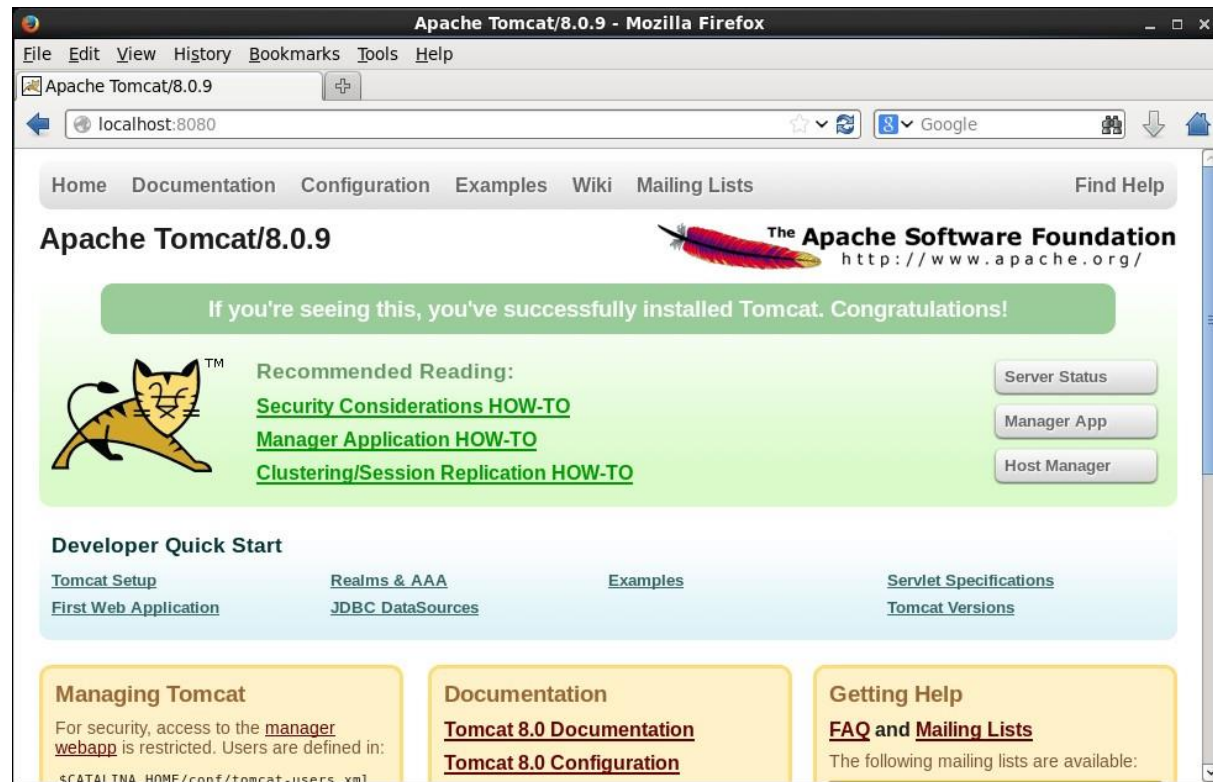 Apache Tomcat/8.0.9 - Mozilla Firefox
File Edit View History Bookmarks Tools Help
Apache Tomcat/8.0.9
localhost:8080
Google
Home Documentation Configuration Examples Wiki Mailing Lists Find Help
Apache Tomcat/8.0.9
The Apache Software Foundation
http://www.apache.org/
If you're seeing this, you've successfully installed Tomcat. Congratulations!
TM
Recommended Reading:
Security Considerations HOW-TO
Manager Application HOW-TO
Clustering/Session Replication HOW-TO
Server Status
Manager App
Host Manager
Developer Quick Start
Tomcat Setup
First Web Application
Realms & AAA
JDBC DataSources
Examples
Servlet Specifications
Tomcat Versions
Managing Tomcat
For security, access to the manager
webapp is restricted. Users are defined in:
$CATALINA_HOME/conf/tomcat-users.xml
Documentation
Tomcat 8.0 Documentation
Tomcat 8.0 Configuration
Getting Help
FAQ and Mailing Lists
The following mailing lists are available: